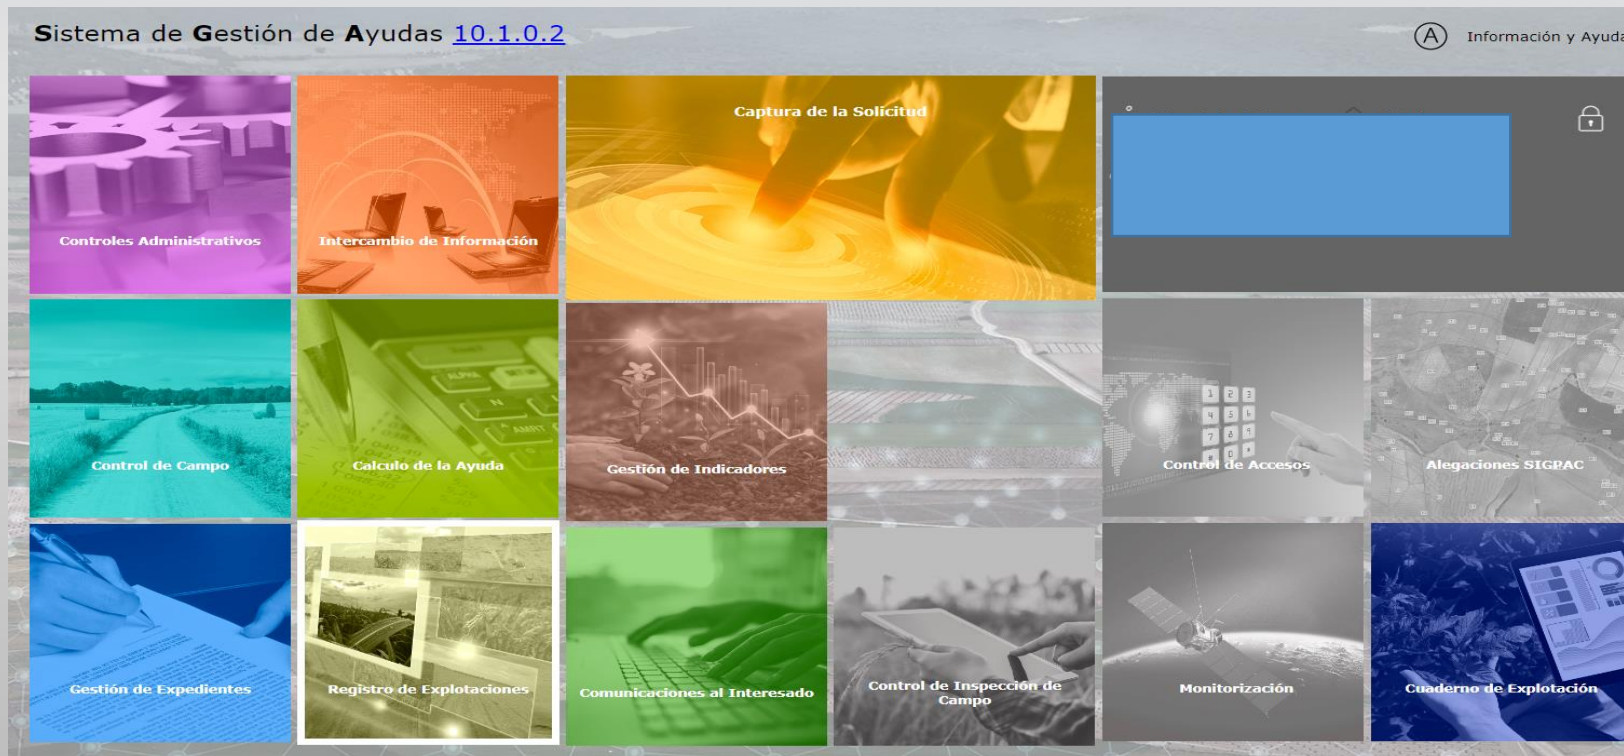 Sistema de Gestión de Ayudas 10.1.0.2
A Información y Ayuda
Controles Administrativos
Intercambio de Información
Captura de la Solicitud
Control de Campo
Calculo de la Ayuda
Gestión de Indicadores
Control de Accesos
Alegaciones SIGPAC
Gestión de Expedientes
Registro de Explotaciones
Comunicaciones al Interesado
Control de Inspección de
Campo
Monitorización
Cuaderno de Explotación